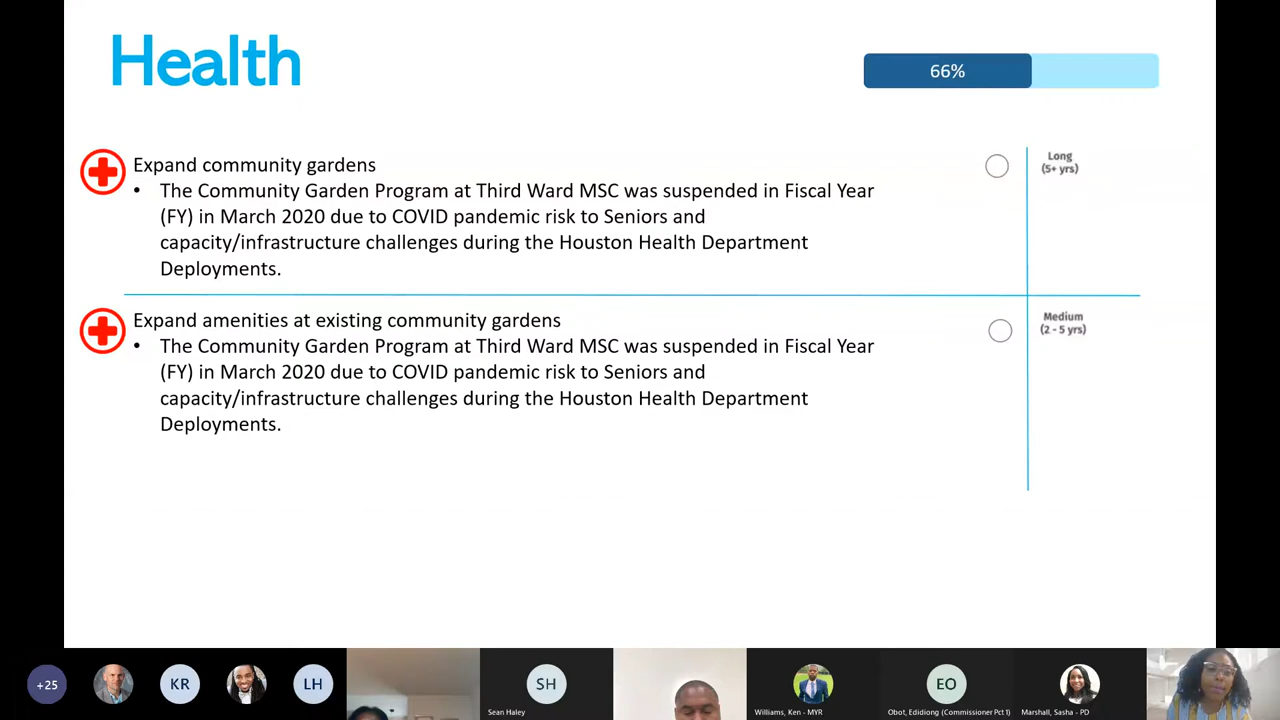 Health
66%
Expand community gardens
• The Community Garden Program at Third Ward MSC was suspended in Fiscal Year
(FY) in March 2020 due to COVID pandemic risk to Seniors and
capacity/infrastructure challenges during the Houston Health Department
Deployments.
Long
(5+ yrs)
Expand amenities at existing community gardens
• The Community Garden Program at Third Ward MSC was suspended in Fiscal Year
(FY) in March 2020 due to COVID pandemic risk to Seniors and
capacity/infrastructure challenges during the Houston Health Department
Deployments.
Medium
(2 - 5 yrs)
+25
KR
LH
SH
Sean Haley
Williams, Ken - MYR
EO
Obot, Edidiong (Commissioner Pct 1)
Marshall, Sasha - PD